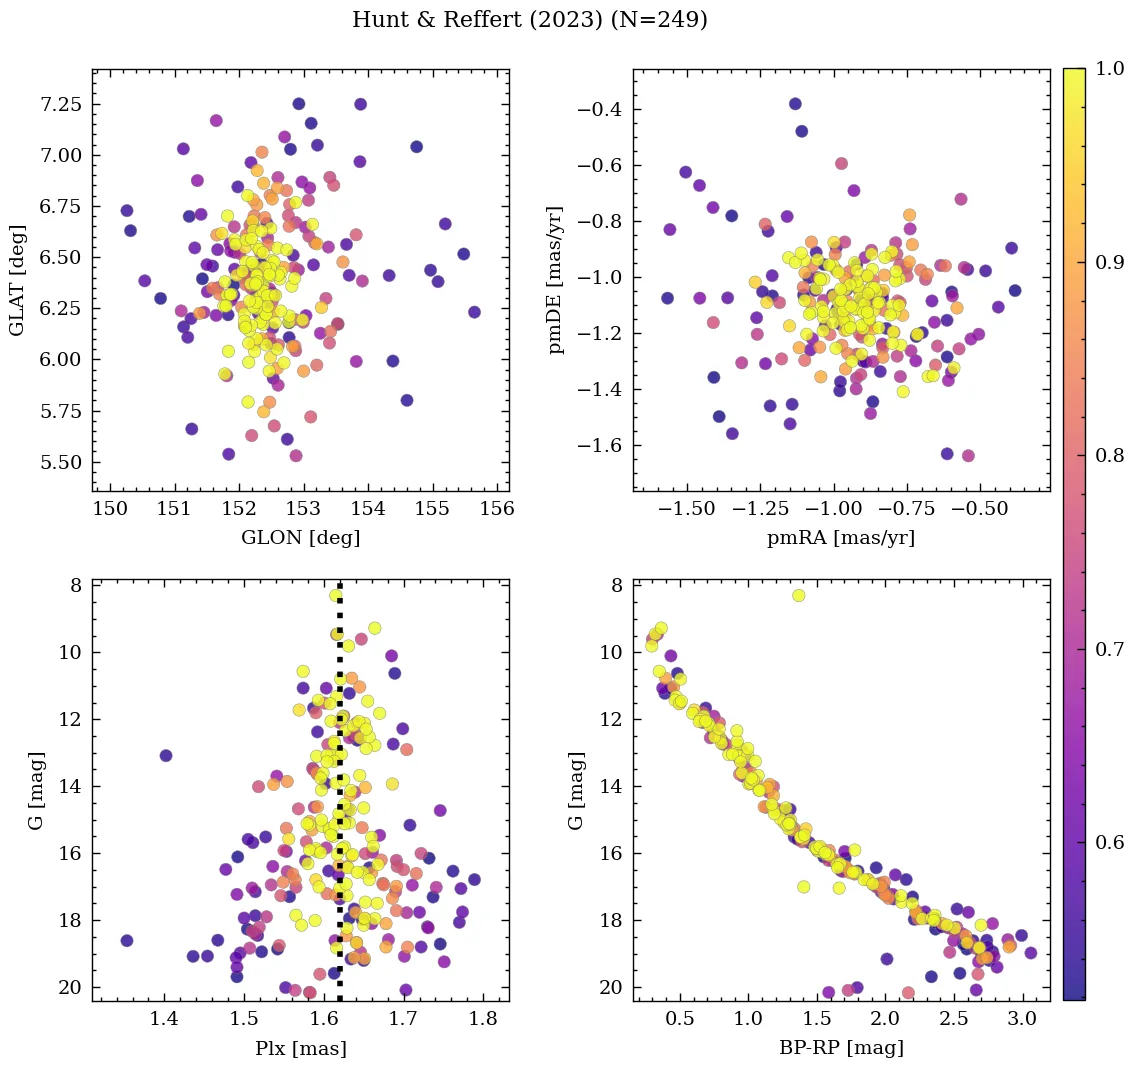 Hunt & Reffert (2023) (N=249)
7.25
7.00
6.75
6.50
6.25
6.00
5.75
5.50
GLAT [deg]
150 151 152 153 154 155 156
GLON [deg]
−0.4
−0.6
−0.8
−1.0
−1.2
−1.4
−1.6
pmDE [mas/yr]
−1.50 −1.25 −1.00 −0.75 −0.50
pmRA [mas/yr]
8
10
12
14
16
18
20
G [mag]
1.4 1.5 1.6 1.7 1.8
Plx [mas]
8
10
12
14
16
18
20
G [mag]
0.5 1.0 1.5 2.0 2.5 3.0
BP-RP [mag]
1.0
0.9
0.8
0.7
0.6